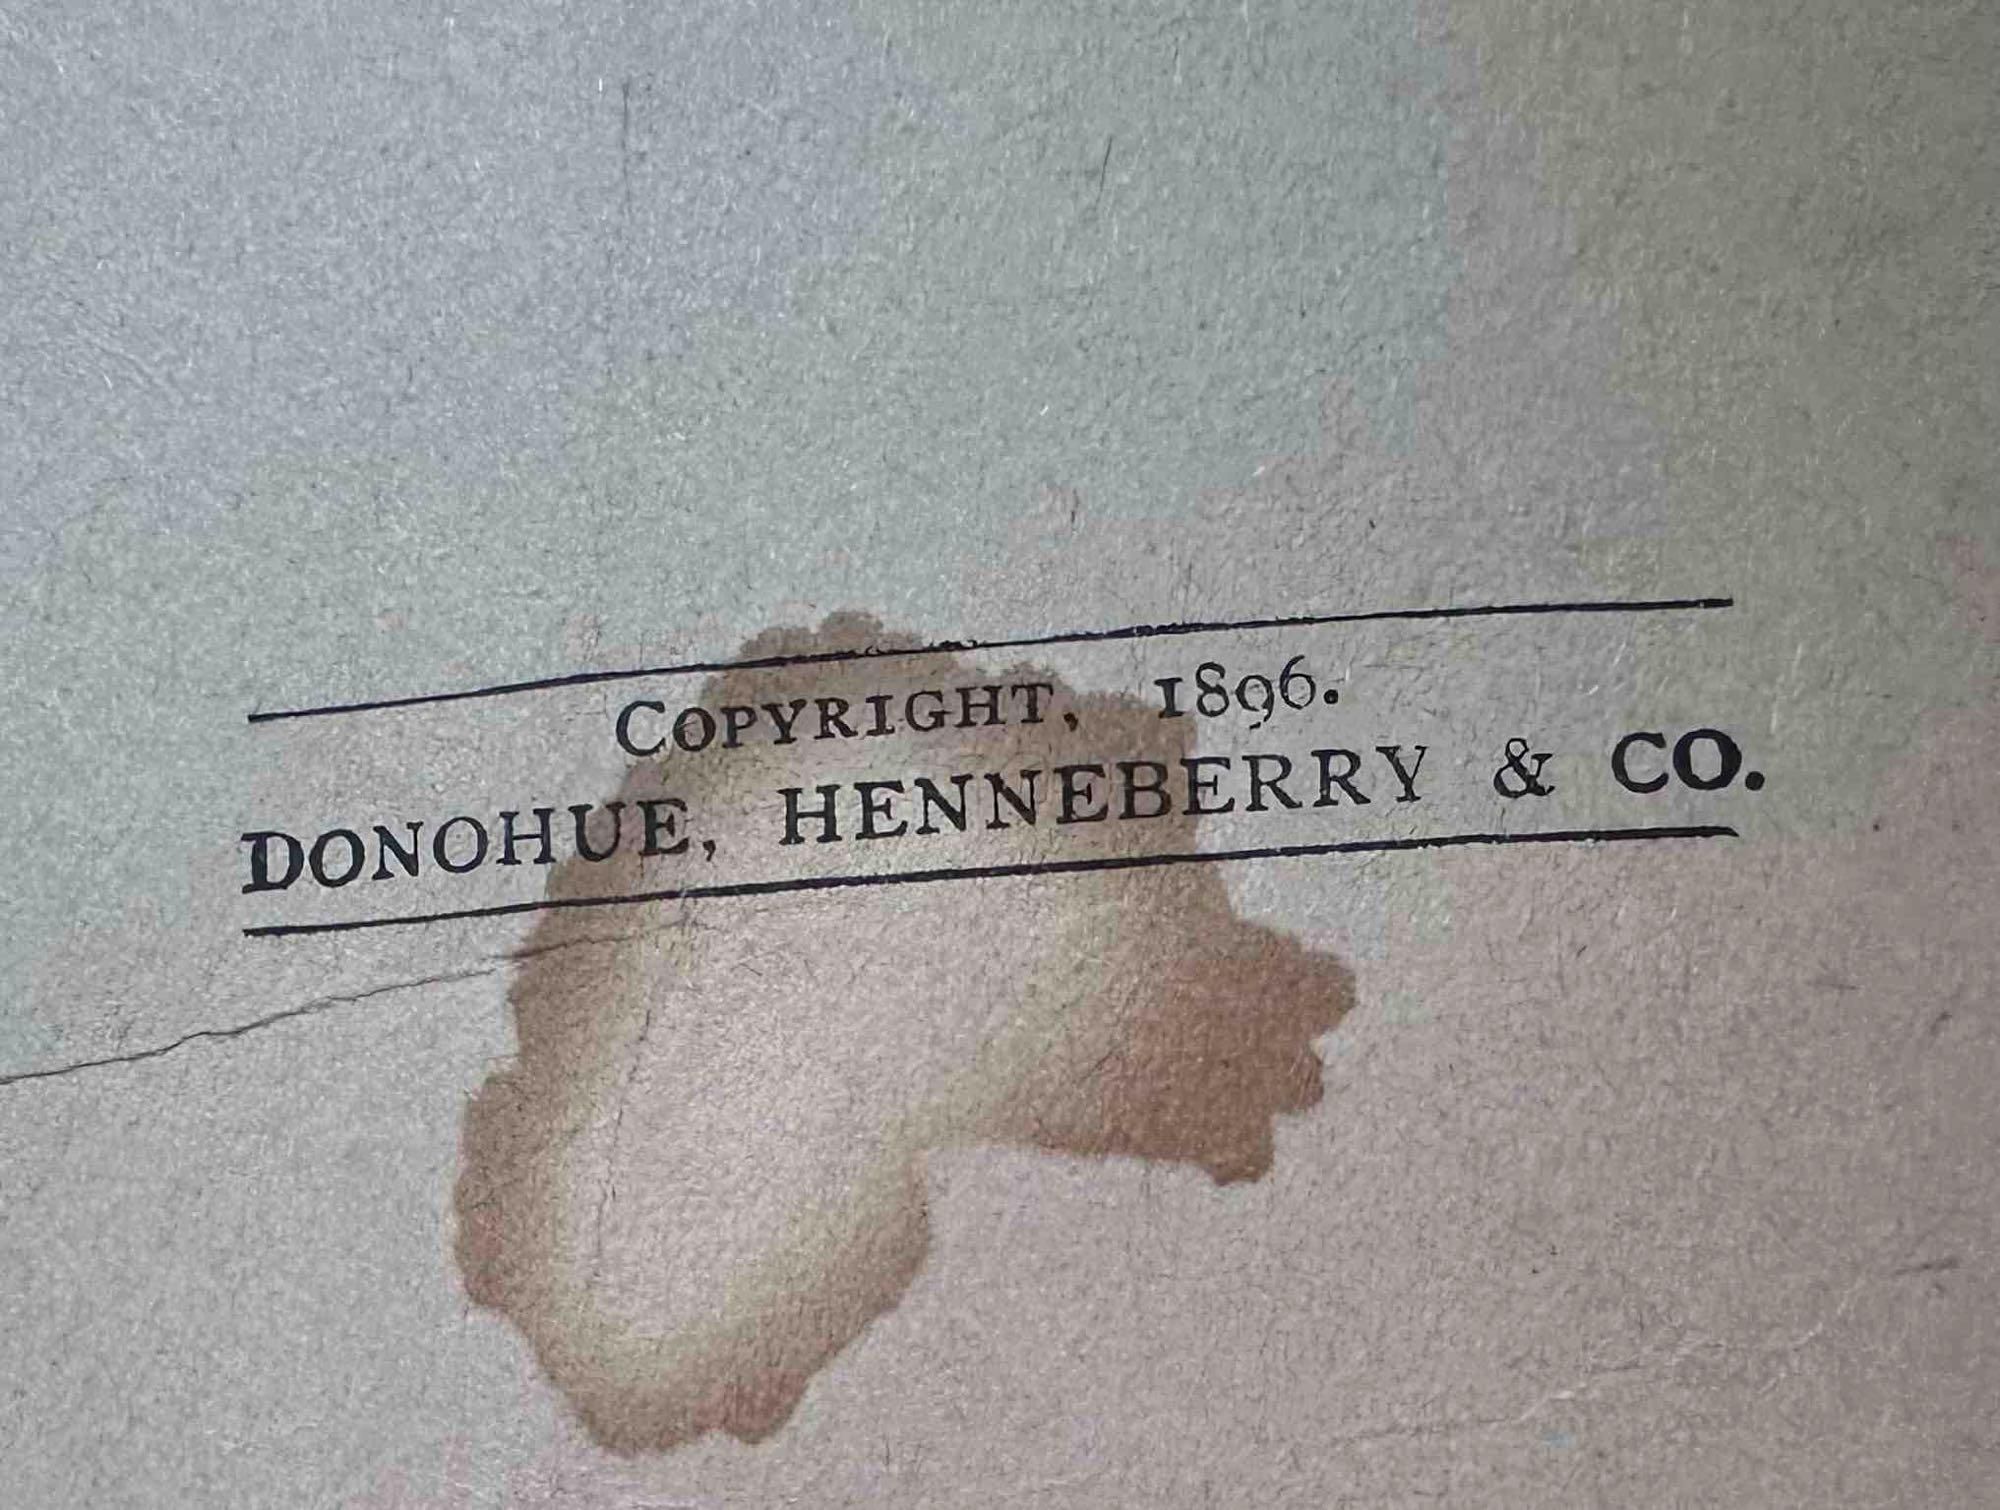 COPYRIGHT, 1896.
DONOHUE, HENNEBERRY & CO.